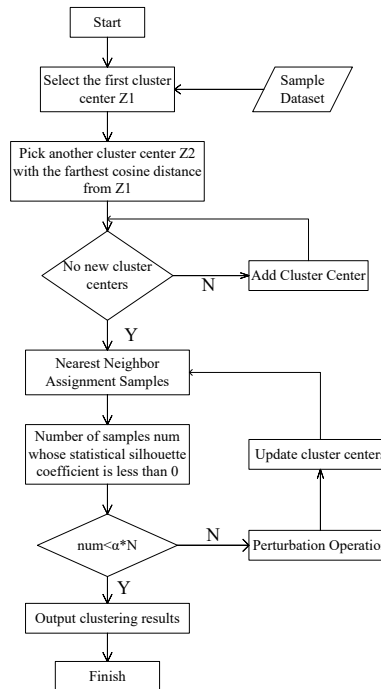 Start
Select the first cluster
center Z1
Sample
Dataset
Pick another cluster center Z2
with the farthest cosine distance
from Z1
No new cluster
centers
N
Add Cluster Center
Y
Nearest Neighbor
Assignment Samples
Number of samples num
whose statistical silhouette
coefficient is less than 0
Update cluster centers
num<α*N
N
Perturbation Operation
Y
Output clustering results
Finish